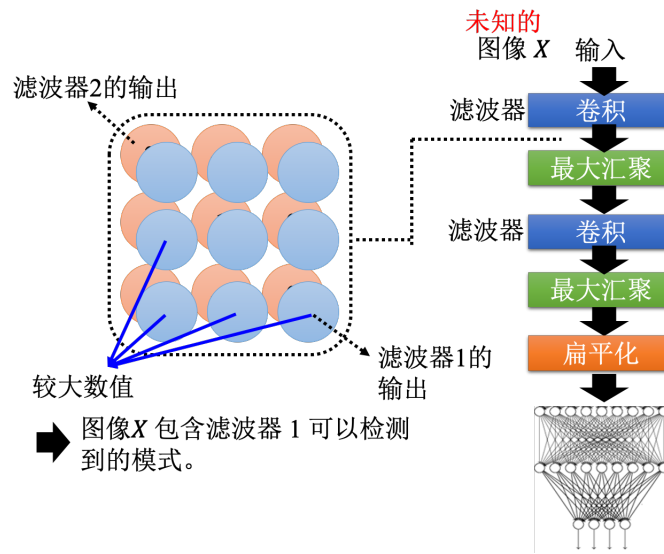 未知的
图像 X 输入
滤波器2的输出
滤波器
卷积
最大汇聚
滤波器
卷积
最大汇聚
扁平化
滤波器1的
输出
较大数值
图像X 包含滤波器 1 可以检测
到的模式。